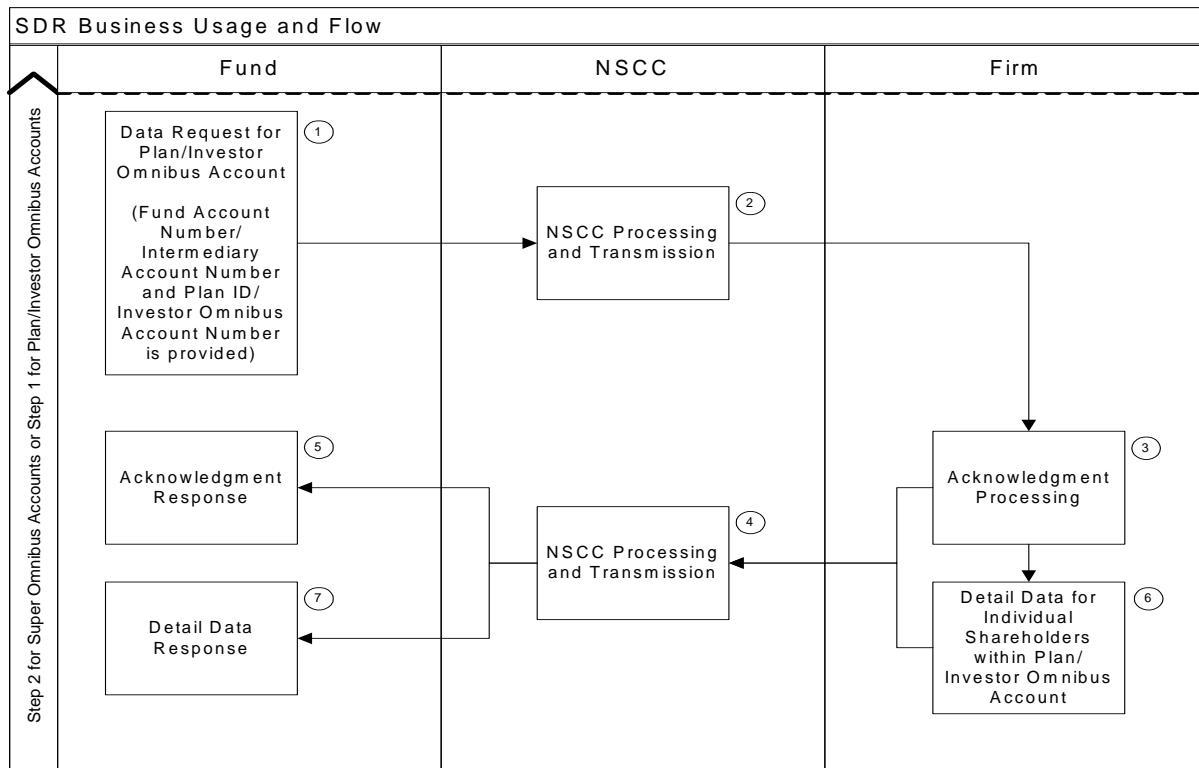 SDR Business Usage and Flow
Fund
NSCC
Firm
Step 2 for Super Omnibus Accounts or Step 1 for Plan/Investor Omnibus Accounts
Data Request for
Plan/Investor
Omnibus Account
(Fund Account
Number/
Intermediary
Account Number
and Plan ID/
Investor Omnibus
Account Number
is provided)
1
NSCC Processing
and Transmission
2
Acknowledgment
Processing
3
NSCC Processing
and Transmission
4
Acknowledgment
Response
5
Detail Data for
Individual
Shareholders
within Plan/
Investor Omnibus
Account
6
Detail Data
Response
7